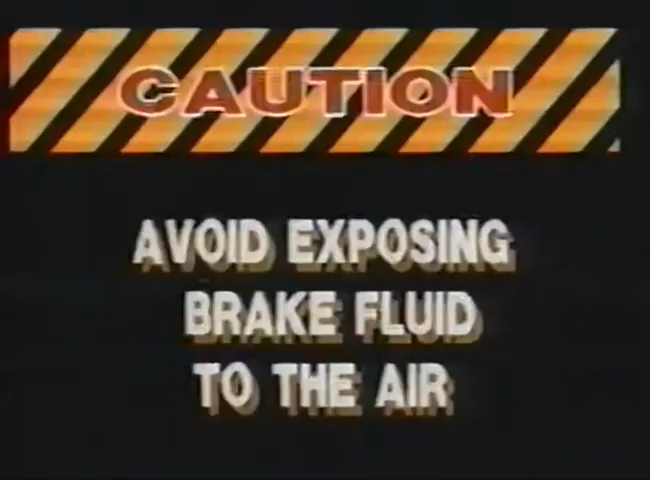 CAUTION
AVOID EXPOSING
BRAKE FLUID
TO THE AIR